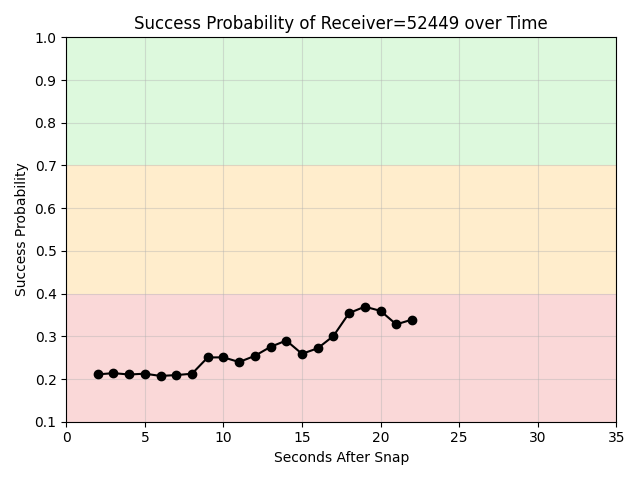 Success Probability of Receiver=52449 over Time
1.0
0.9
0.8
0.7
0.6
0.5
0.4
0.3
0.2
0.1
Success Probability
0 5 10 15 20 25 30 35
Seconds After Snap